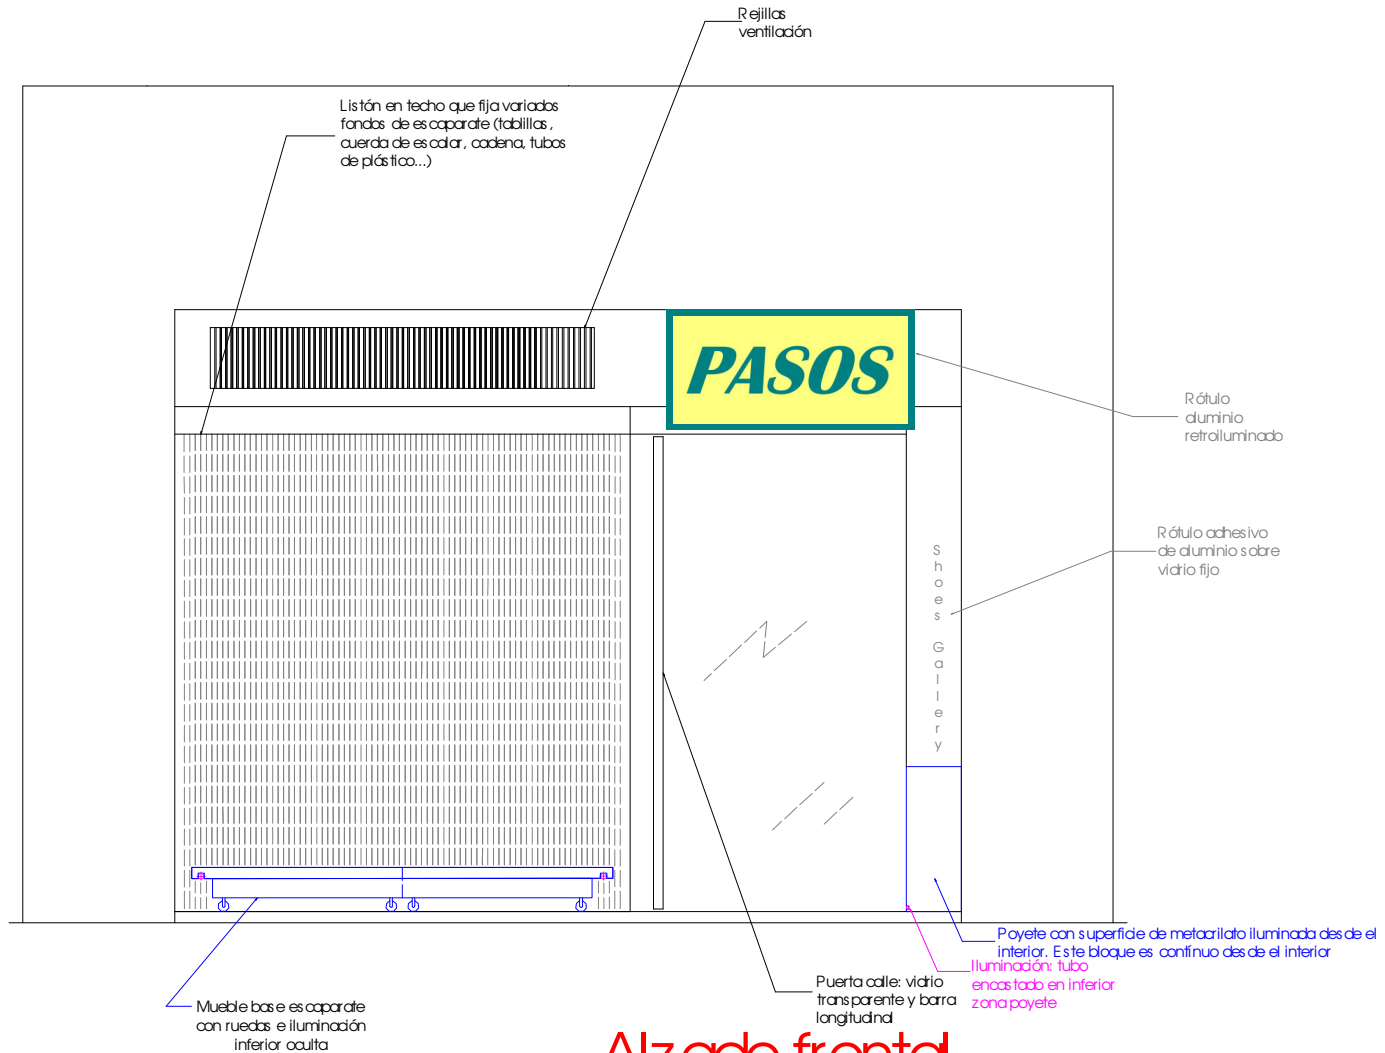 Rejillas
ventilación
Listón en techo que fija variados
fondos de escaparate (tablillas,
cuerda de escalar, cadena, tubos
de plástico...)
PASOS
Rótulo
aluminio
retroiluminado
Rótulo adhesivo
de aluminio sobre
vidrio fijo
Shoes Gallery
Poyete con superficie de metacrilato iluminada desde el
interior. Este bloque es contínuo desde el interior
Iluminación: tubo
encastado en inferior
zona poyete
Puerta calle: vidrio
transparente y barra
longitudinal
Mueble base escaparate
con ruedas e iluminación
inferior oculta
Alzado frontal